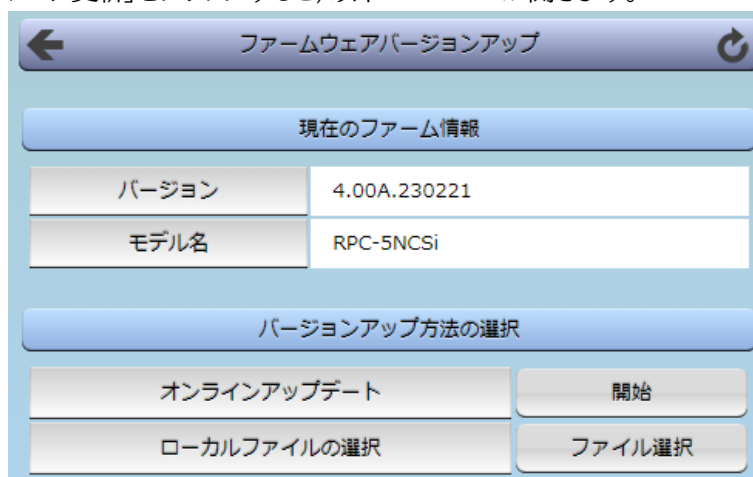 ファームウェアバージョンアップ
現在のファーム情報
バージョン 4.00A.230221
モデル名 RPC-5NCSi
バージョンアップ方法の選択
オンラインアップデート 開始
ローカルファイルの選択 ファイル選択